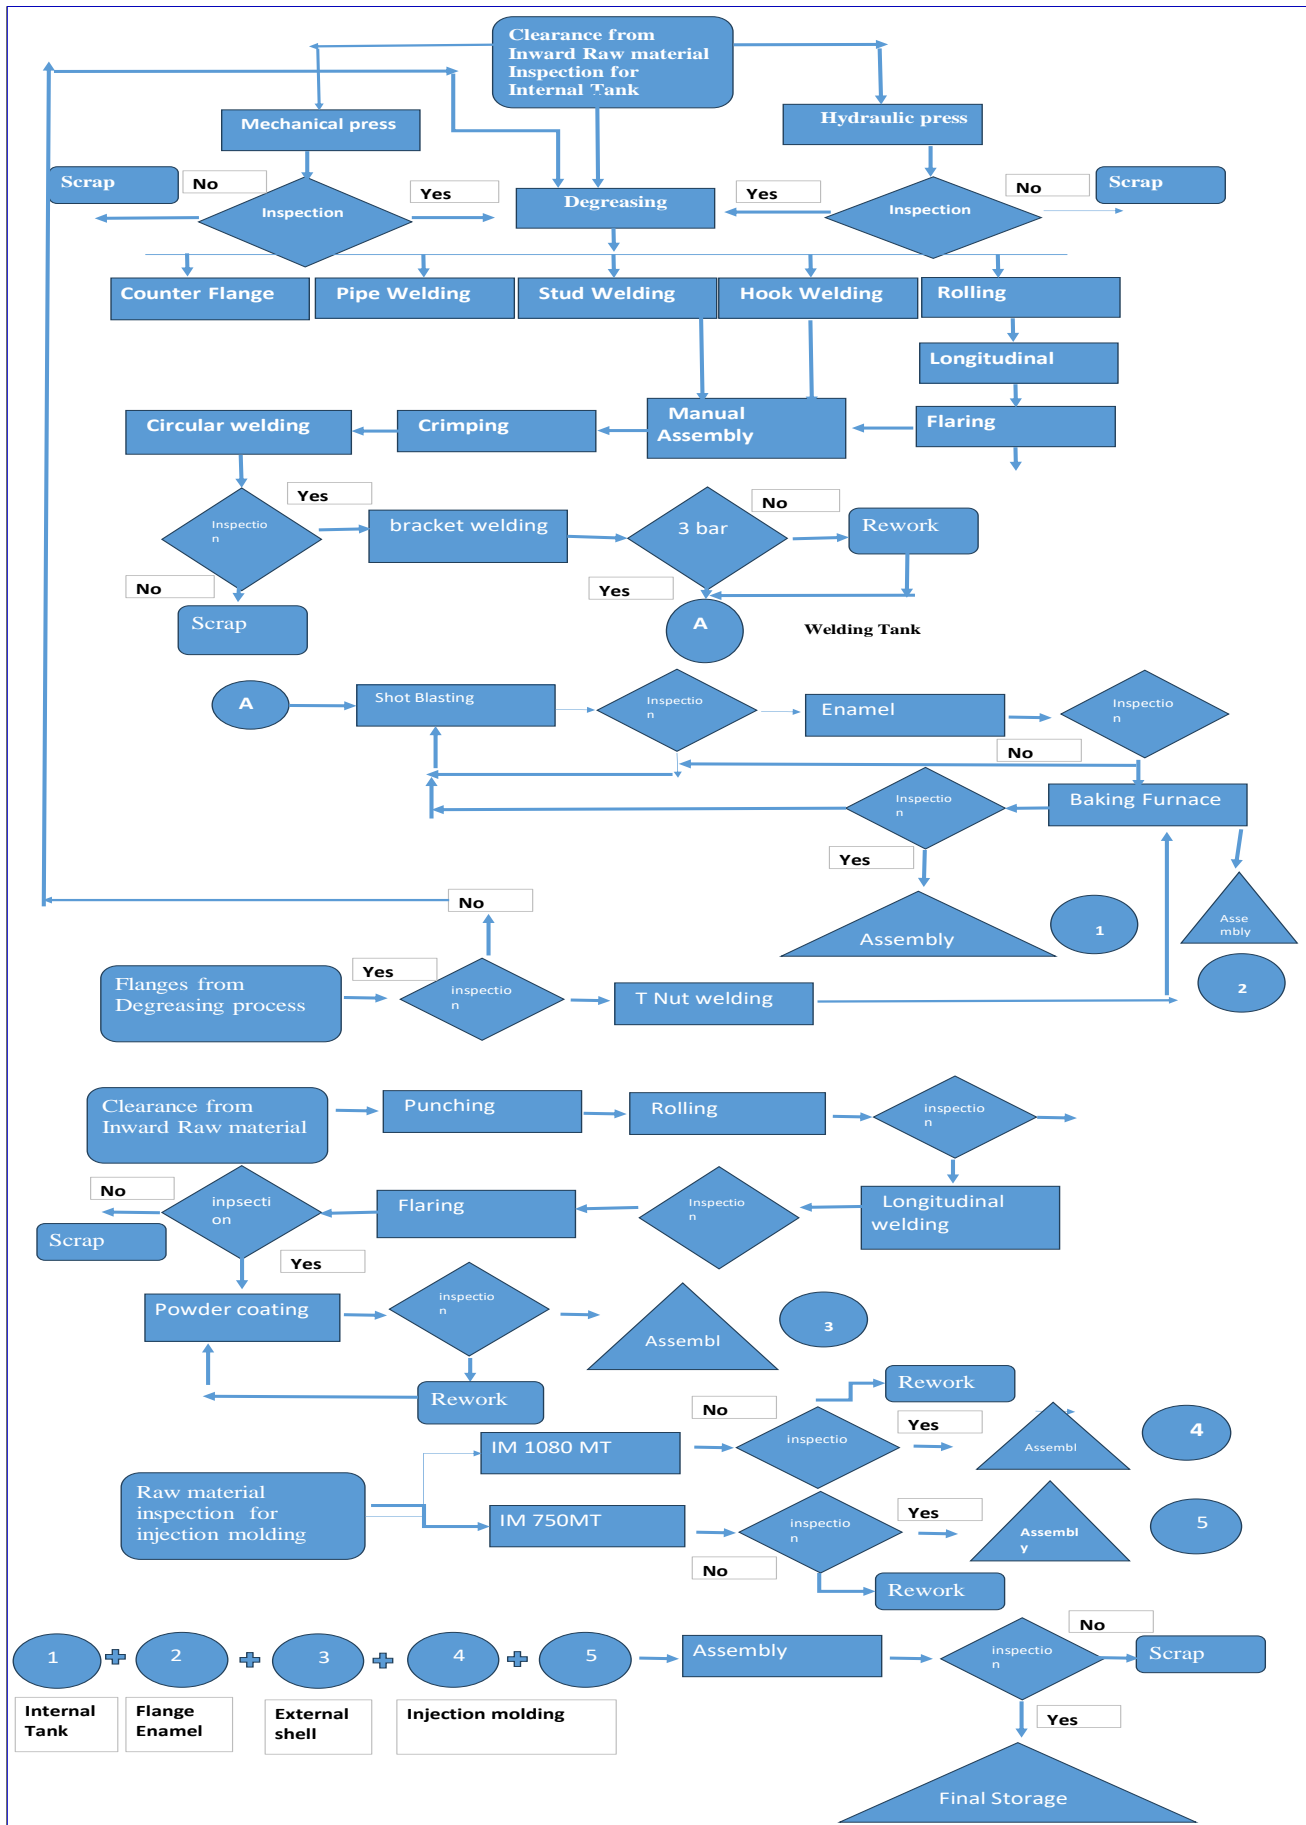 Clearance from
Inward Raw material
Inspection for
Internal Tank
Mechanical press
Hydraulic press
Scrap
No
Yes
Inspection
Degreasing
Yes
Inspection
No
Scrap
Counter Flange
Pipe Welding
Stud Welding
Hook Welding
Rolling
Longitudinal
Manual
Assembly
Flaring
Circular welding
Crimping
Yes
No
Inspectio
n
bracket welding
3 bar
Rework
No
Yes
Scrap
A
Welding Tank
A
Shot Blasting
Inspectio
n
Enamel
Inspectio
n
No
Inspectio
n
Baking Furnace
Yes
No
Assembly
1
Asse
mbly
2
Yes
Flanges from
Degreasing process
inspectio
n
T Nut welding
Clearance from
Inward Raw material
Punching
Rolling
inspectio
n
No
inpsecti
on
Flaring
Inspectio
n
Longitudinal
welding
Scrap
Yes
Powder coating
inspectio
n
Assembl
3
Rework
Rework
No
Yes
IM 1080 MT
inspectio
Assembl
4
Raw material
inspection for
injection molding
IM 750MT
inspectio
n
Yes
Assembl
y
5
No
Rework
1
2
3
4
5
Assembly
inspectio
n
No
Scrap
Internal
Tank
Flange
Enamel
External
shell
Injection molding
Yes
Final Storage